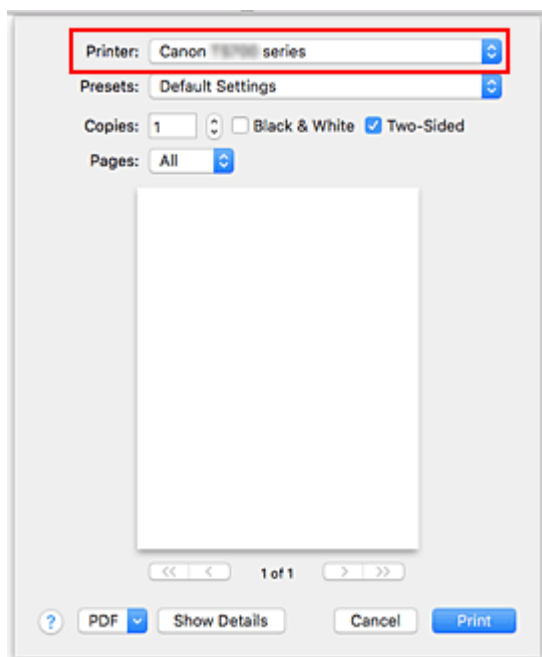 Printer: Canon series
Presets: Default Settings
Copies: 1 Black & White Two-Sided
Pages: All
<< < 1 of 1 > >>
? PDF Show Details Cancel Print